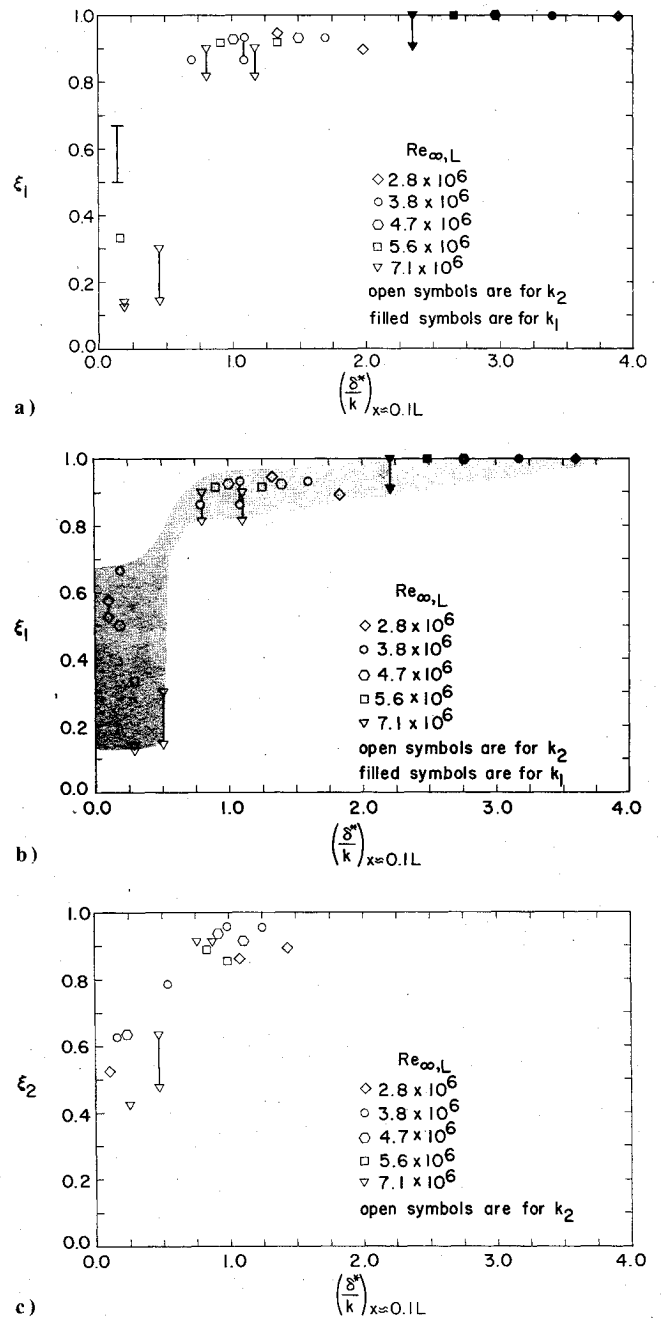 1.0
0.8
ξ₁
0.6
0.4
0.2
0.0
Re∞,L
◇ 2.8 x 10⁶
○ 3.8 x 10⁶
⬡ 4.7 x 10⁶
□ 5.6 x 10⁶
▽ 7.1 x 10⁶
open symbols are for k₂
filled symbols are for k₁
0.0 1.0 2.0 3.0 4.0
(δ*/k) x≈0.1L
a)
1.0
0.8
ξ₁
0.6
0.4
0.2
0.0
Re∞,L
◇ 2.8 x 10⁶
○ 3.8 x 10⁶
⬡ 4.7 x 10⁶
□ 5.6 x 10⁶
▽ 7.1 x 10⁶
open symbols are for k₂
filled symbols are for k₁
0.0 1.0 2.0 3.0 4.0
(δ*/k) x≈0.1L
b)
1.0
0.8
0.6
ξ₂
0.4
0.2
0.0
Re∞,L
◇ 2.8 x 10⁶
○ 3.8 x 10⁶
⬡ 4.7 x 10⁶
□ 5.6 x 10⁶
▽ 7.1 x 10⁶
open symbols are for k₂
0.0 1.0 2.0 3.0 4.0
(δ*/k) x≈0.1L
c)